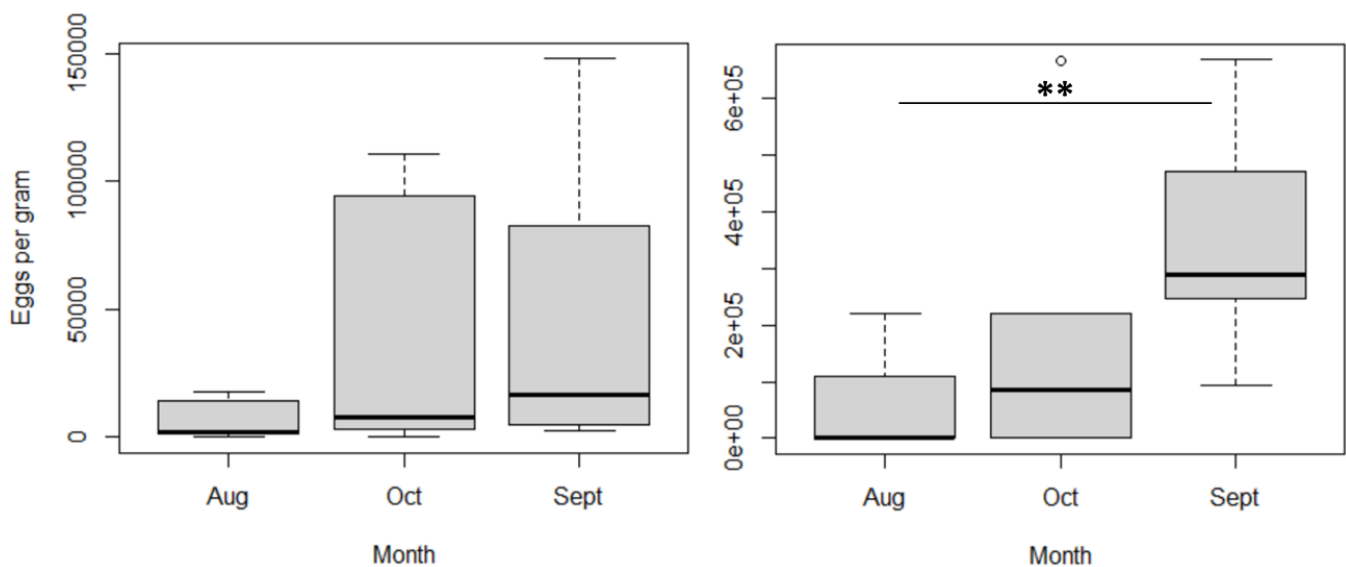 Eggs per gram
150000
100000
50000
0
Aug
Oct
Sept
Month
**
6e+05
4e+05
2e+05
0e+00
Aug
Oct
Sept
Month